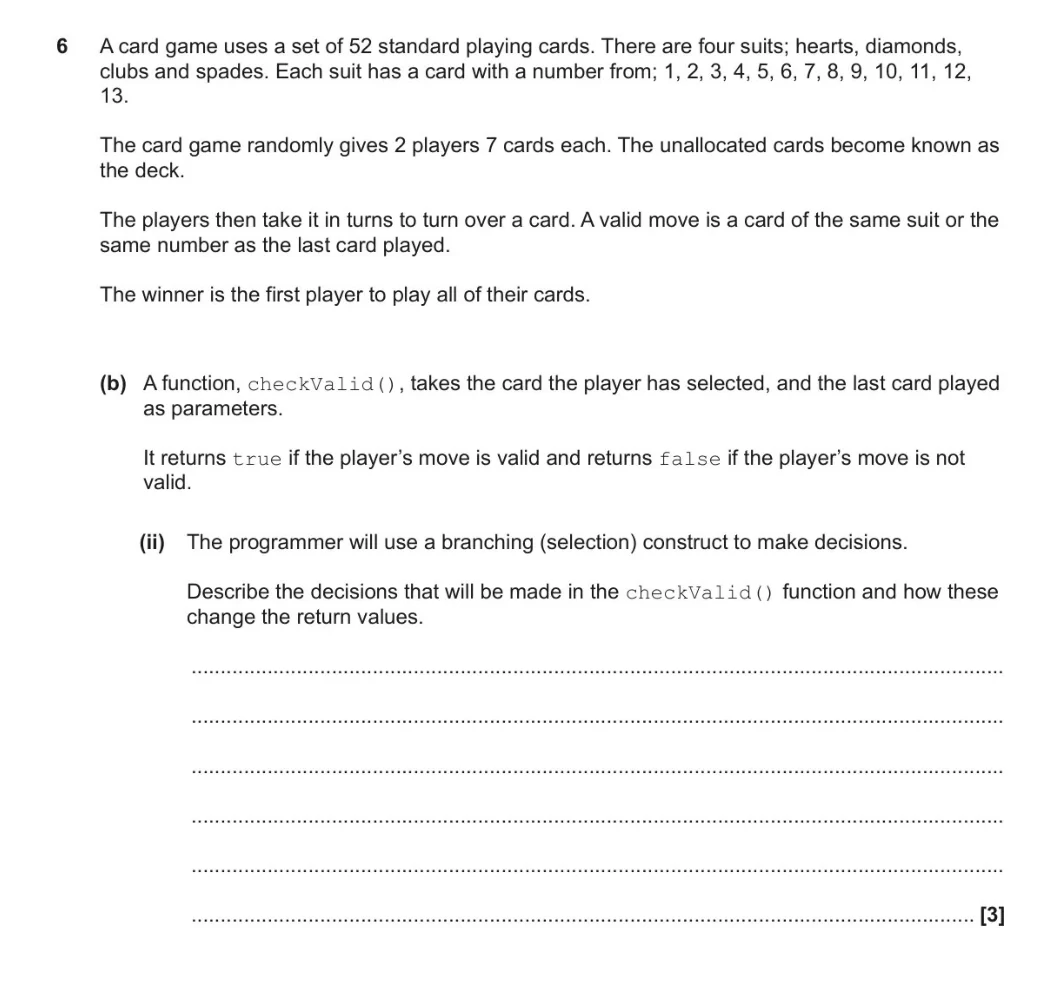 6 A card game uses a set of 52 standard playing cards. There are four suits; hearts, diamonds,
clubs and spades. Each suit has a card with a number from; 1, 2, 3, 4, 5, 6, 7, 8, 9, 10, 11, 12,
13.
The card game randomly gives 2 players 7 cards each. The unallocated cards become known as
the deck.
The players then take it in turns to turn over a card. A valid move is a card of the same suit or the
same number as the last card played.
The winner is the first player to play all of their cards.
(b) A function, checkValid(), takes the card the player has selected, and the last card played
as parameters.
It returns true if the player's move is valid and returns false if the player's move is not
valid.
(ii) The programmer will use a branching (selection) construct to make decisions.
Describe the decisions that will be made in the checkValid() function and how these
change the return values.
[3]